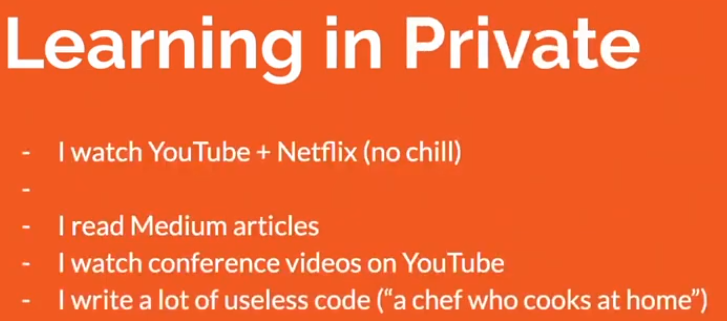 Learning in Private
- I watch YouTube + Netflix (no chill)
-
- I read Medium articles
- I watch conference videos on YouTube
- I write a lot of useless code (“a chef who cooks at home”)